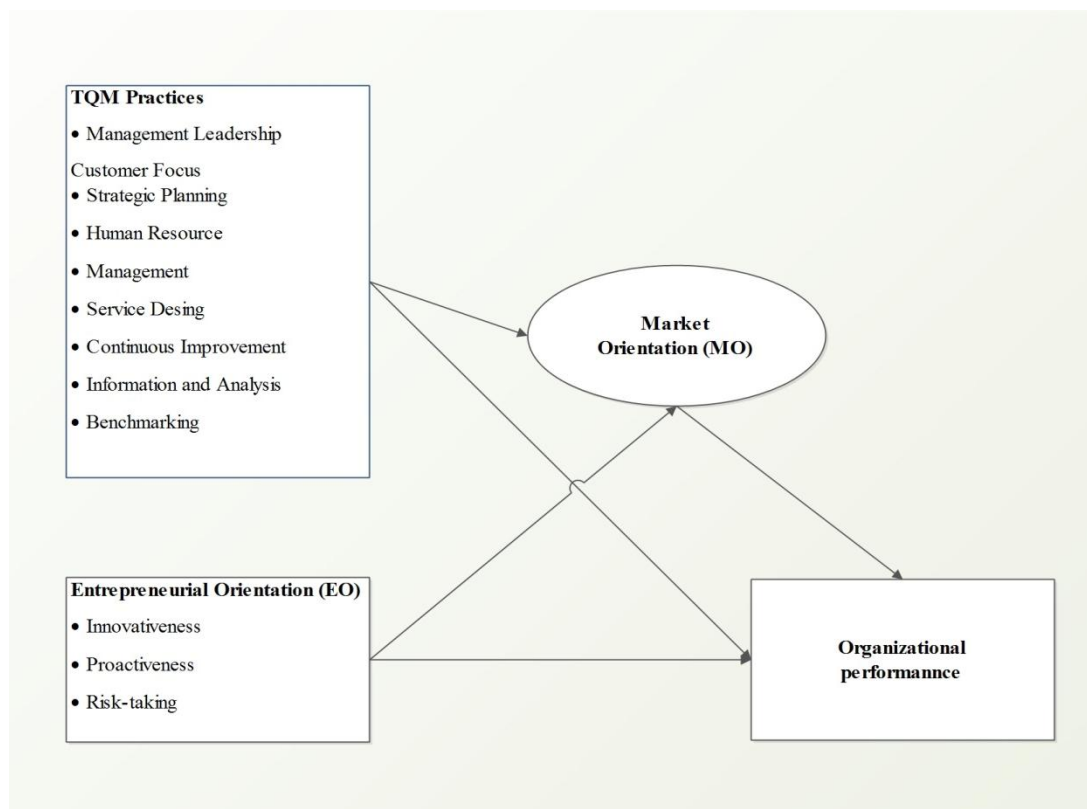 TQM Practices
• Management Leadership
Customer Focus
• Strategic Planning
• Human Resource
• Management
• Service Desing
• Continuous Improvement
• Information and Analysis
• Benchmarking
Market
Orientation (MO)
Entrepreneurial Orientation (EO)
• Innovativeness
• Proactiveness
• Risk-taking
Organizational
performannce